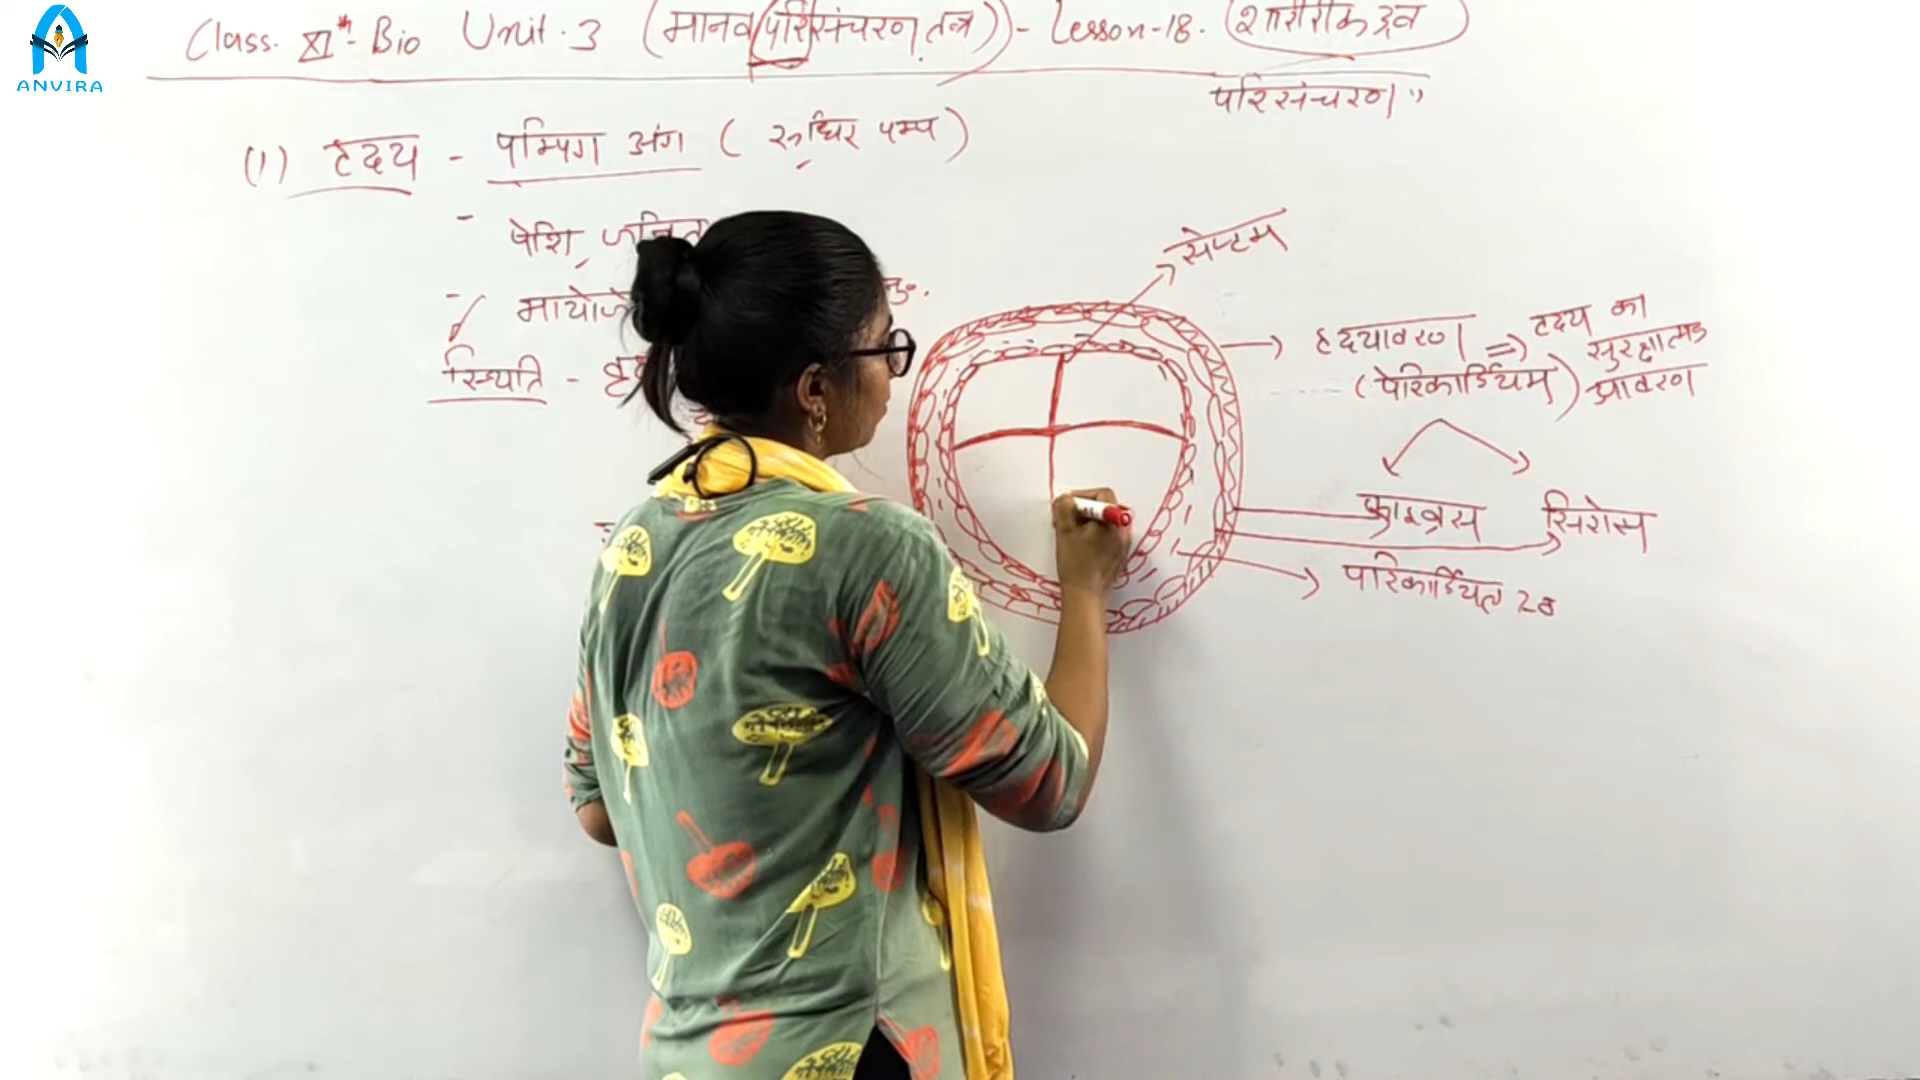 ANVIRA
Class. XIth - Bio Unit. 3 (मानव परिसंचरण तन्त्र) - Lesson-18. (शारीरिक द्रव
परिसंचरण"
(1) हृदय - पम्पिंग अंग ( रुधिर पम्प )
- पेशि
- मायोज
स्थिति -
सेप्टम
हृदयावरण => हृदय का
(पेरिकार्डियम) सुरक्षात्मक
आवरण
फाइब्रस सिरोस
परिकार्डियल